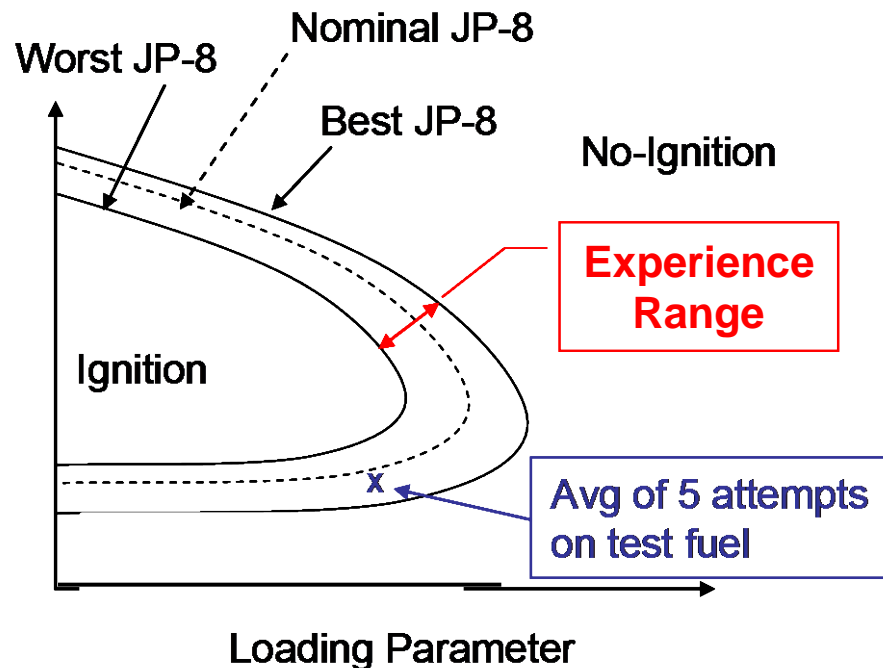 Nominal JP-8
Worst JP-8
Best JP-8
No-Ignition
Experience
Range
Ignition
x
Avg of 5 attempts
on test fuel
Loading Parameter